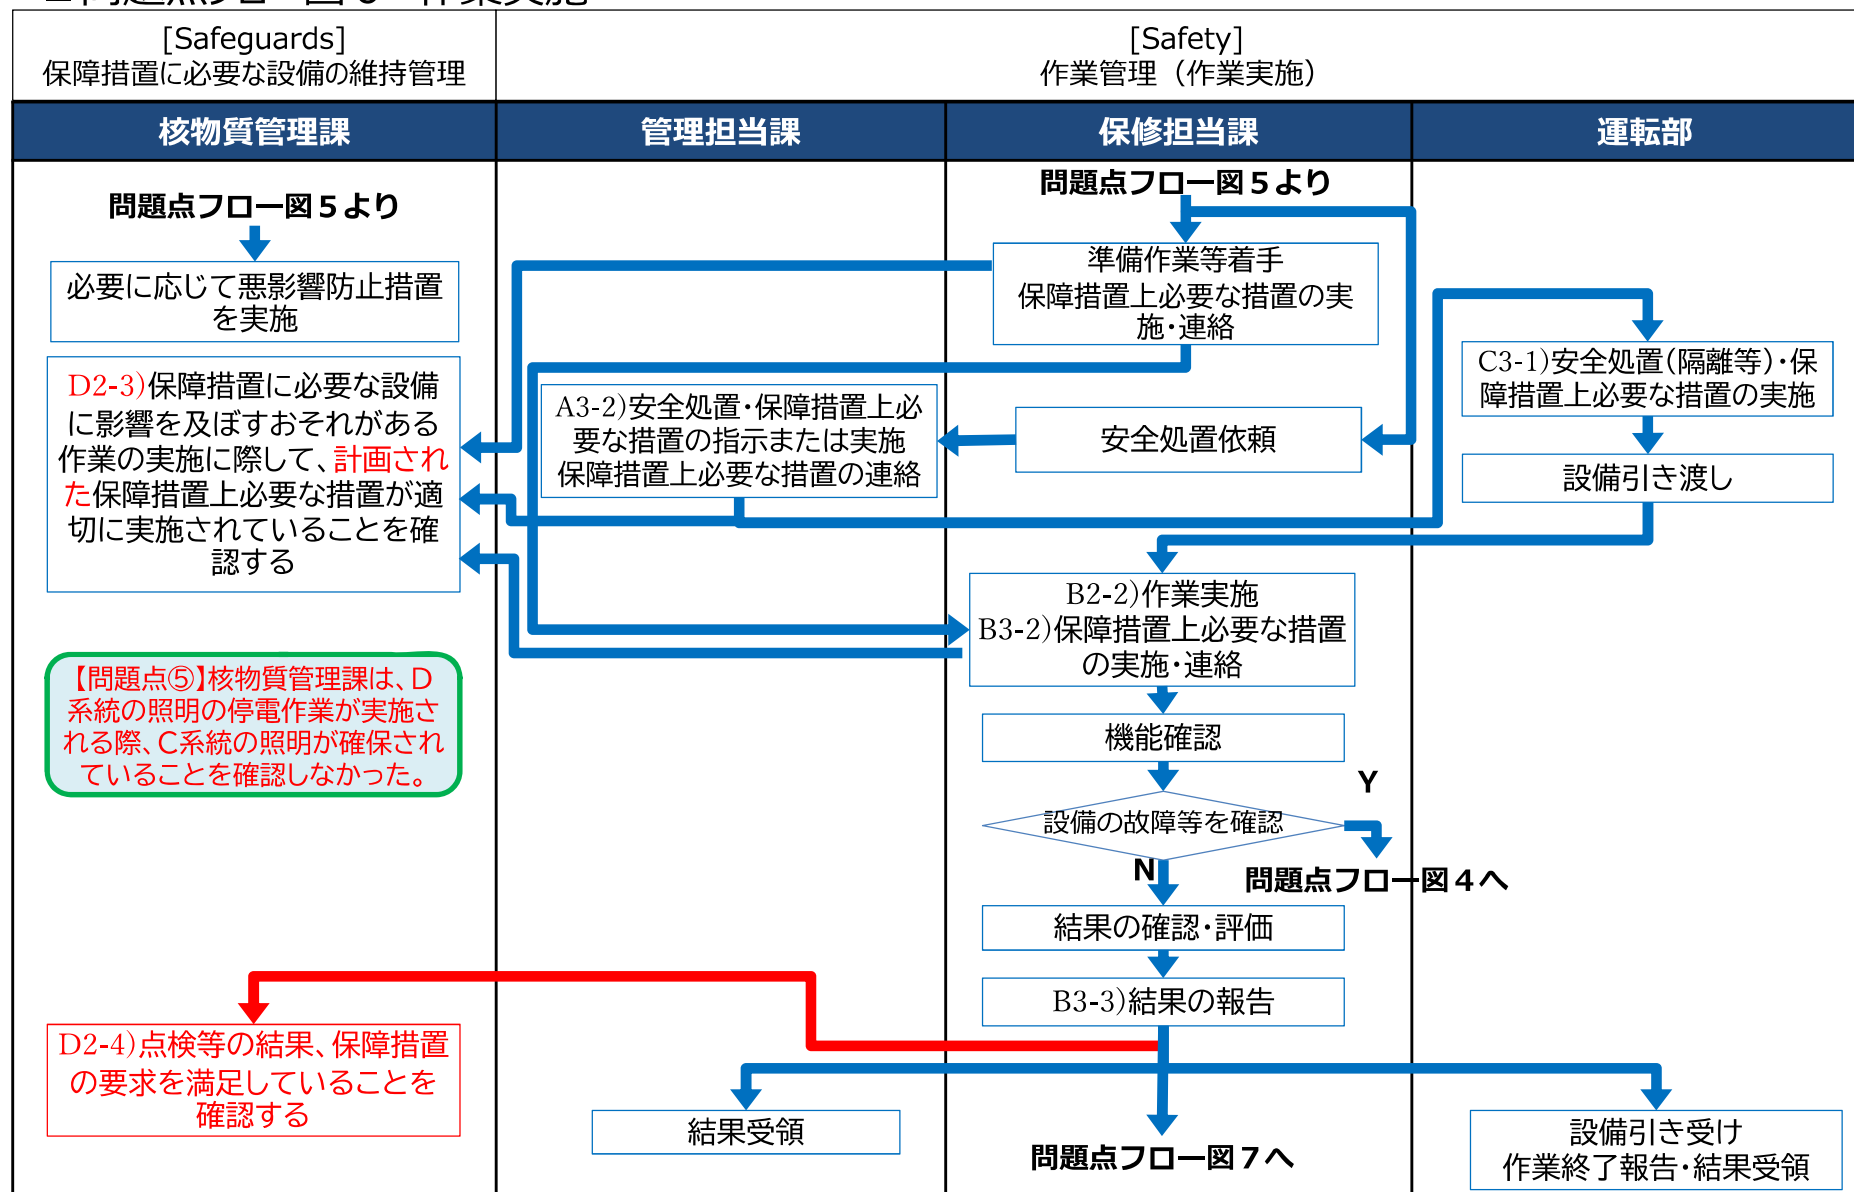 [Safeguards]
保障措置に必要な設備の維持管理
[Safety]
作業管理（作業実施）
核物質管理課
管理担当課
保修担当課
運転部
問題点フロー図５より
必要に応じて悪影響防止措置
を実施
D2-3)保障措置に必要な設備
に影響を及ぼすおそれがある
作業の実施に際して、計画され
た保障措置上必要な措置が適
切に実施されていることを確
認する
【問題点⑤】核物質管理課は、D
系統の照明の停電作業が実施さ
れる際、C系統の照明が確保され
ていることを確認しなかった。
D2-4)点検等の結果、保障措置
の要求を満足していることを
確認する
A3-2)安全処置・保障措置上必
要な措置の指示または実施
保障措置上必要な措置の連絡
結果受領
問題点フロー図５より
準備作業等着手
保障措置上必要な措置の実
施・連絡
安全処置依頼
B2-2)作業実施
B3-2)保障措置上必要な措置
の実施・連絡
機能確認
設備の故障等を確認
Y
N
問題点フロー図４へ
結果の確認・評価
B3-3)結果の報告
問題点フロー図７へ
C3-1)安全処置(隔離等)・保
障措置上必要な措置の実施
設備引き渡し
設備引き受け
作業終了報告・結果受領